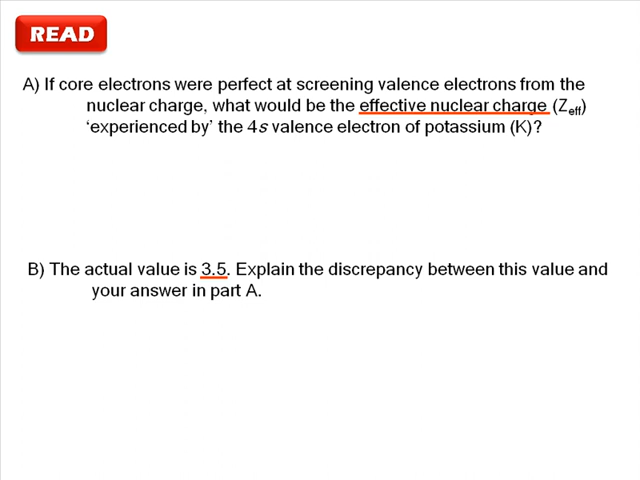 READ
A) If core electrons were perfect at screening valence electrons from the
nuclear charge, what would be the effective nuclear charge (Zeff)
‘experienced by’ the 4s valence electron of potassium (K)?
B) The actual value is 3.5. Explain the discrepancy between this value and
your answer in part A.